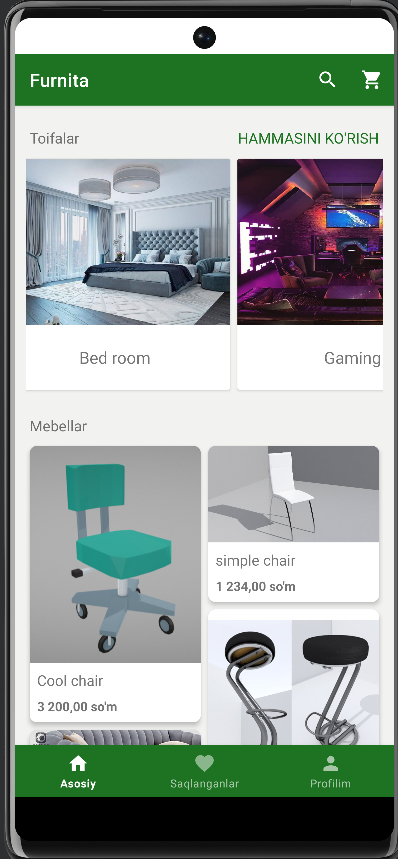 Furnita
Toifalar
HAMMASINI KO'RISH
Bed room
Gaming
Mebellar
simple chair
1 234,00 so'm
Cool chair
3 200,00 so'm
Asosiy
Saqlanganlar
Profilim